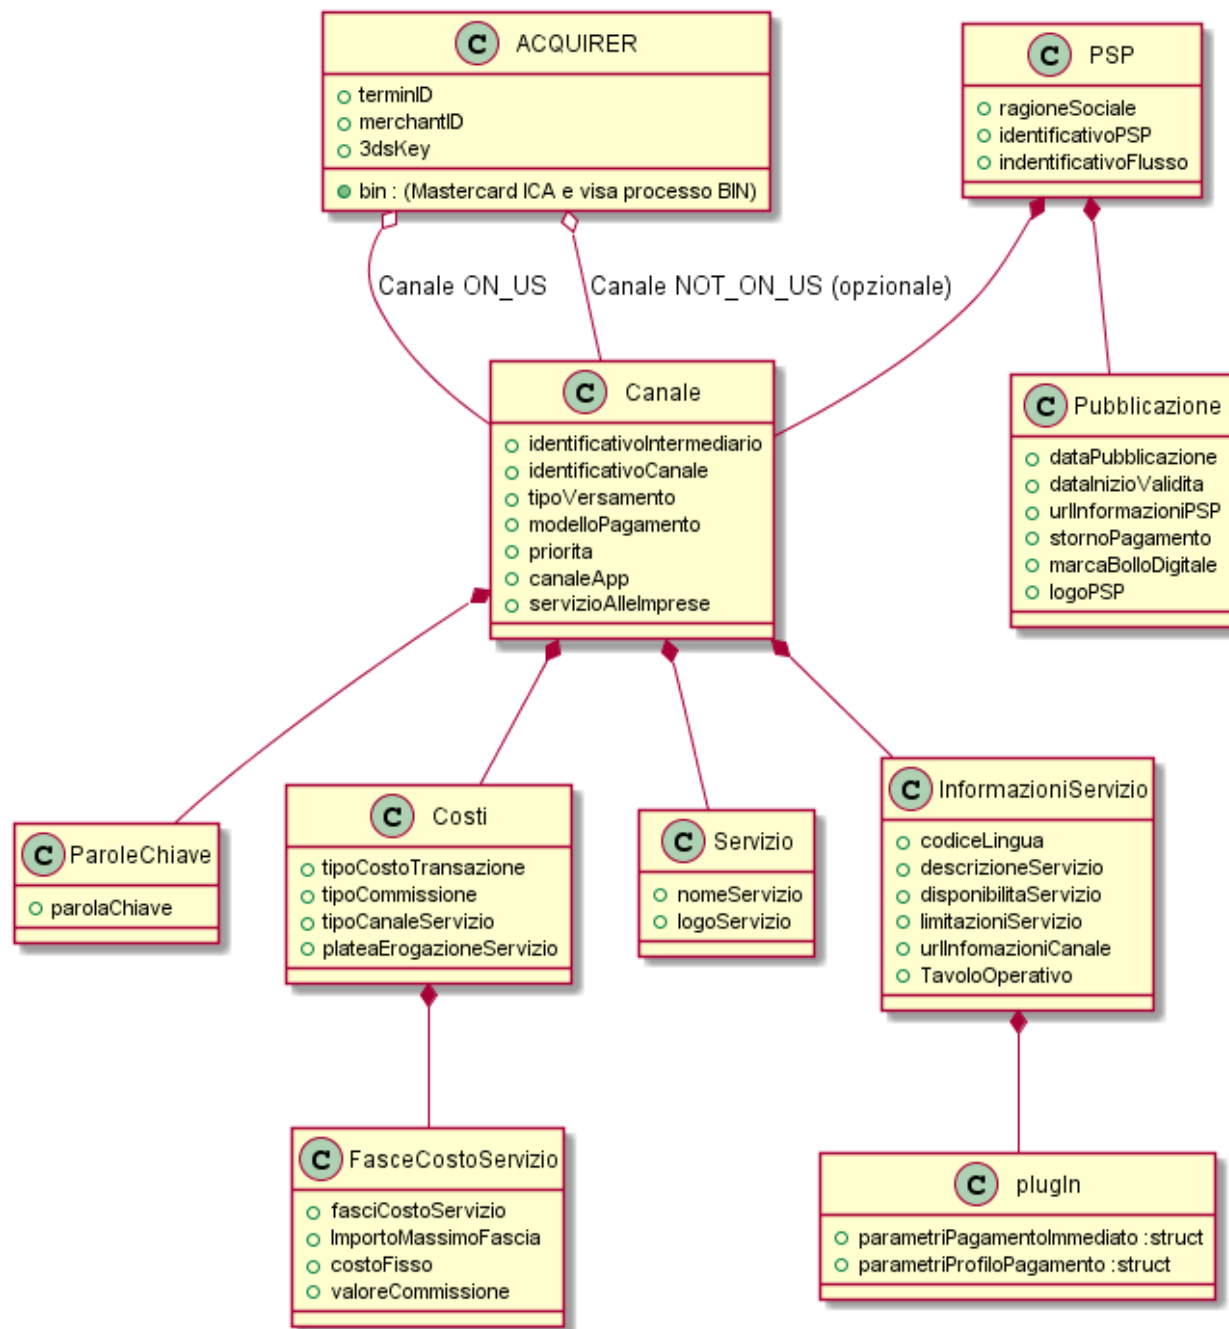 C ACQUIRER
terminID
merchantID
3dsKey
bin : (Mastercard ICA e visa processo BIN)
C PSP
ragioneSociale
identificativoPSP
indentificativoFlusso
Canale ON_US
Canale NOT_ON_US (opzionale)
C Canale
identificativoIntermediario
identificativoCanale
tipoVersamento
modelloPagamento
priorita
canaleApp
servizioAlleImprese
C Pubblicazione
dataPubblicazione
dataInizioValidita
urlInformazioniPSP
stornoPagamento
marcaBolloDigitale
logoPSP
C ParoleChiave
parolaChiave
C Costi
tipoCostoTransazione
tipoCommissione
tipoCanaleServizio
plateaErogazioneServizio
C Servizio
nomeServizio
logoServizio
C InformazioniServizio
codiceLingua
descrizioneServizio
disponibilitaServizio
limitazioniServizio
urlInfomazioniCanale
TavoloOperativo
C FasceCostoServizio
fasciCostoServizio
ImportoMassimoFascia
costoFisso
valoreCommissione
C plugIn
parametriPagamentoImmediato :struct
parametriProfiloPagamento :struct